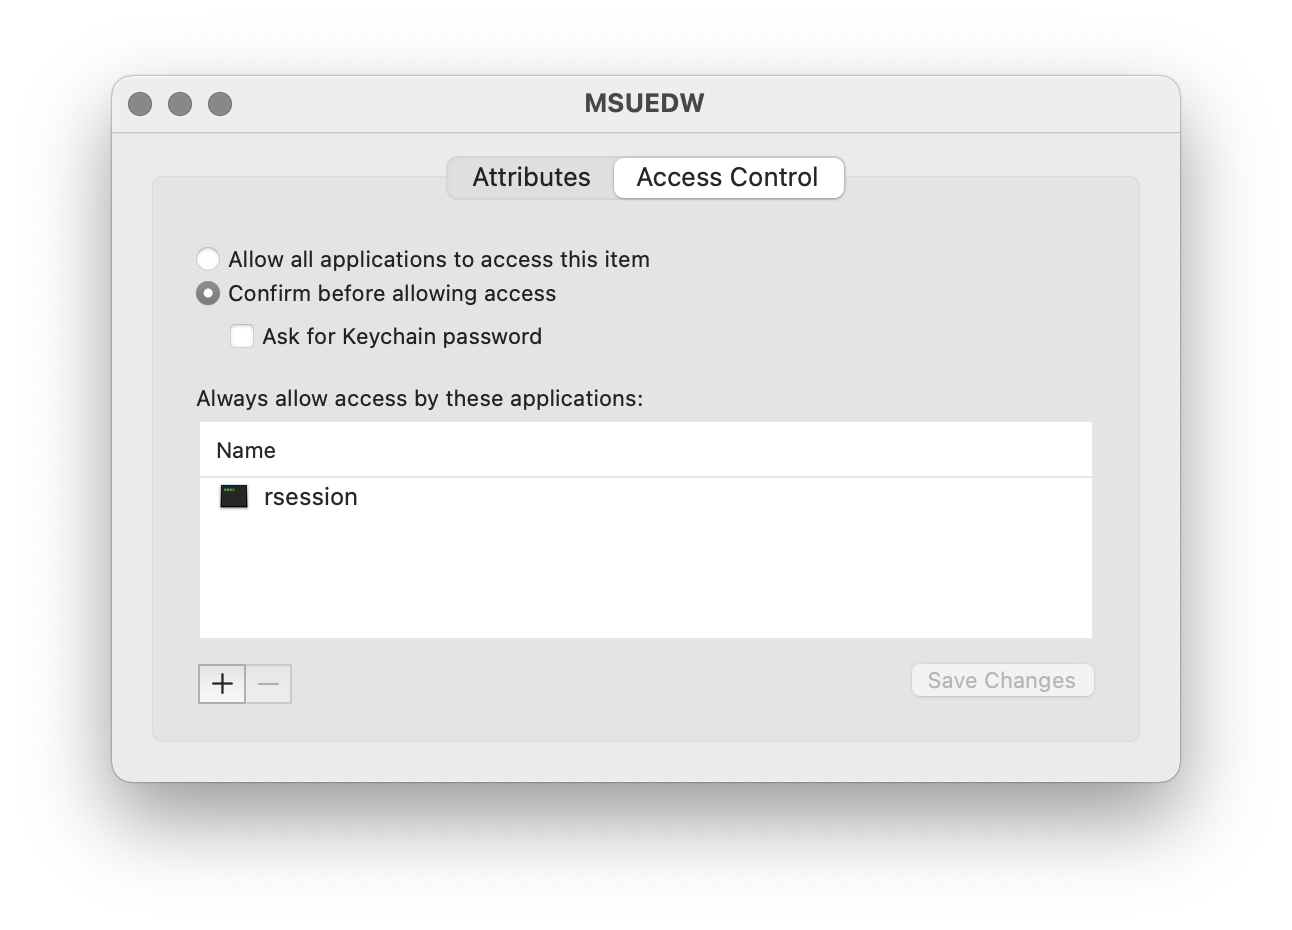 MSUEDW
Attributes
Access Control
Allow all applications to access this item
Confirm before allowing access
Ask for Keychain password
Always allow access by these applications:
Name
rsession
Save Changes